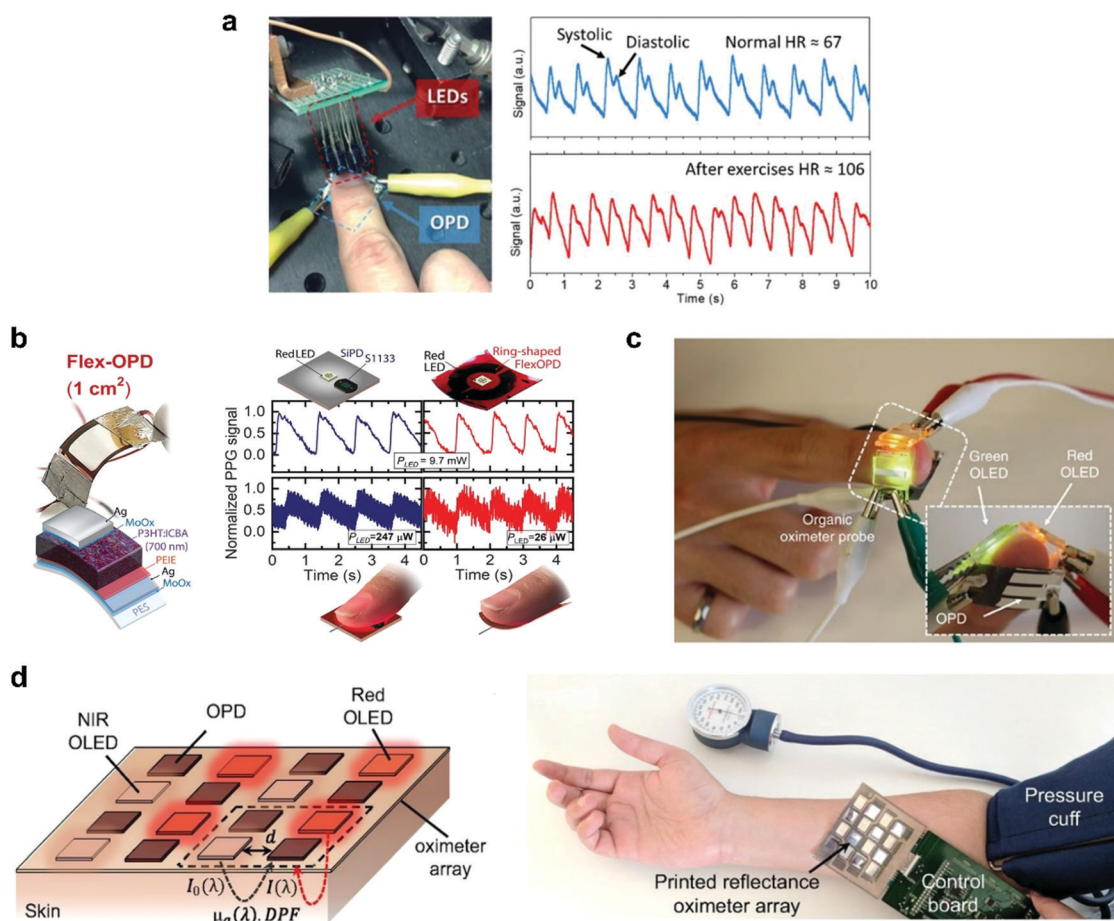 a
LEDs
OPD
Systolic
Diastolic
Normal HR ≈ 67
Signal (a.u.)
After exercises HR ≈ 106
Signal (a.u.)
0 1 2 3 4 5 6 7 8 9 10
Time (s)
b
Flex-OPD
(1 cm²)
Ag
MoOx
P3HT:ICBA
(700 nm)
PEIE
Ag
MoOx
PES
Red LED
SiPD
S1133
Red
LED
Ring-shaped
FlexOPD
Normalized PPG signal
1.0
0.5
0.0
P_LED = 9.7 mW
1.0
0.5
0.0
P_LED=247 µW
P_LED=26 µW
0 1 2 3 4 0 1 2 3 4
Time (s) Time (s)
c
Green
OLED
Red
OLED
Organic
oximeter probe
OPD
d
NIR
OLED
OPD
Red
OLED
d
oximeter
array
I₀(λ)
I(λ)
μₐ(λ), DPF
Skin
Pressure
cuff
Printed reflectance
oximeter array
Control
board